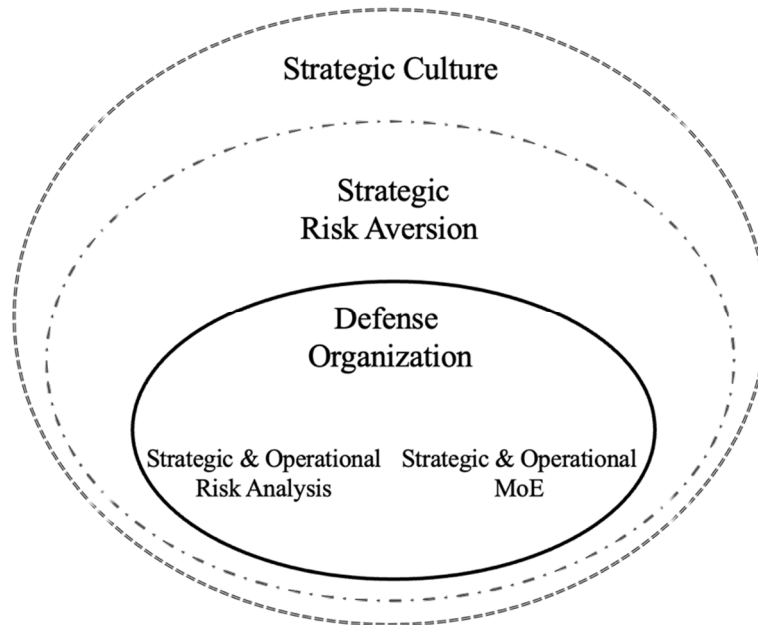 Strategic Culture
Strategic
Risk Aversion
Defense
Organization
Strategic & Operational
Risk Analysis
Strategic & Operational
MoE